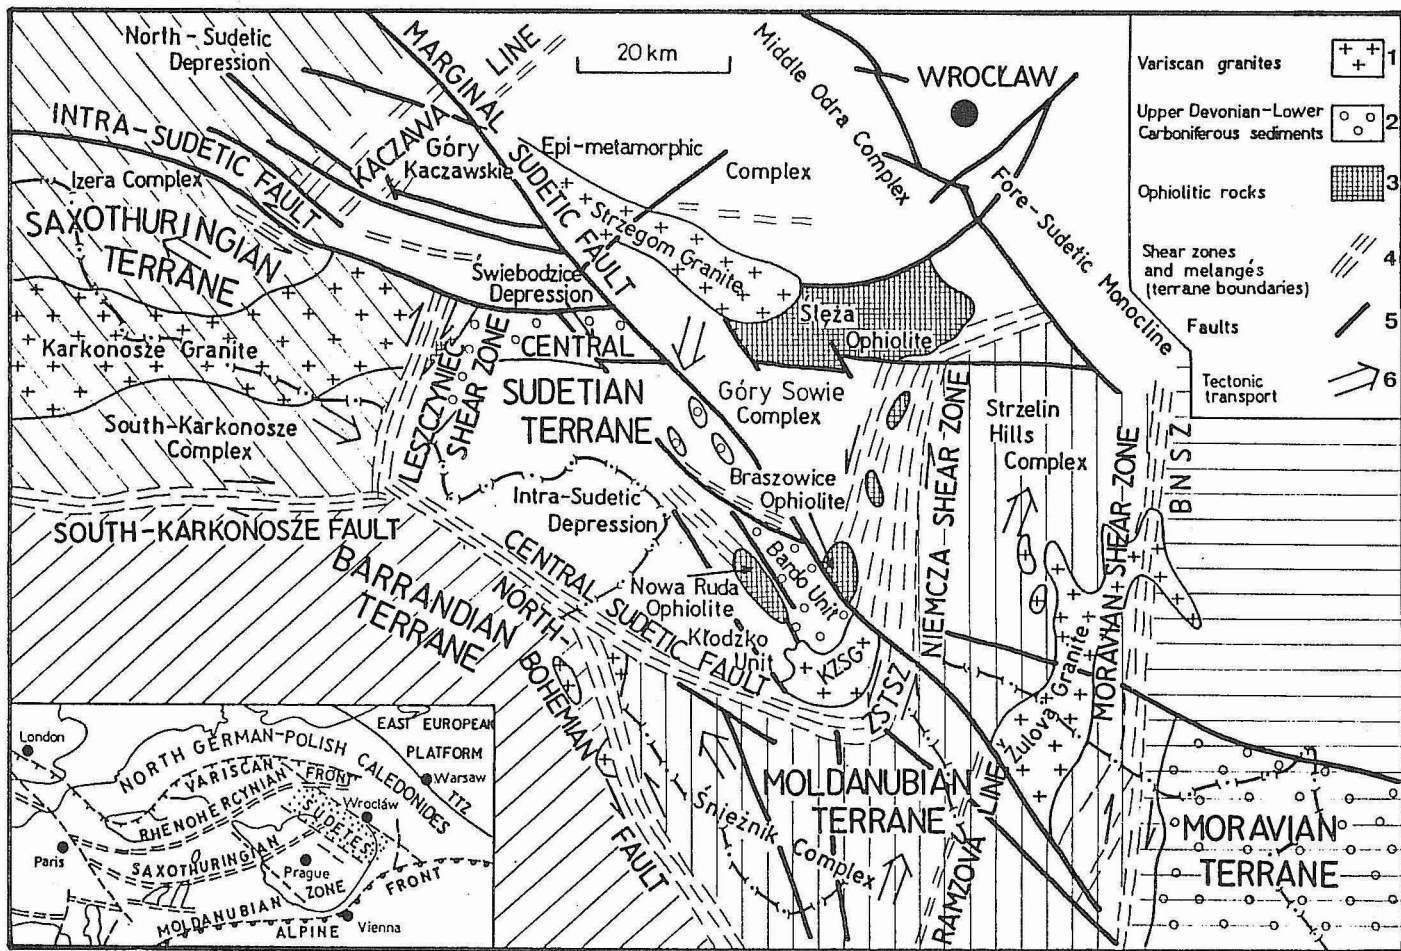 North-Sudetic
Depression
MARGINAL
SUDETIC FAULT
KACZAWA LINE
20 km
Middle Odra Complex
WROCŁAW
INTRA-SUDETIC FAULT
Góry
Kaczawskie
Epi-metamorphic
Complex
Izera Complex
Fore-Sudetic Monocline
SAXOTHURINGIAN
TERRANE
Strzegom Granite
Świebodzice
Depression
Ślęża
Ophiolite
Karkonosze Granite
LESZCZYNIEC
SHEAR ZONE
CENTRAL
SUDETIAN
TERRANE
Góry Sowie
Complex
South-Karkonosze
Complex
Strzelin
Hills
Complex
NIEMCZA SHEAR ZONE
MORAVIAN SHEAR ZONE
BNSZ
Intra-Sudetic
Depression
Braszowice
Ophiolite
SOUTH-KARKONOSZE FAULT
BARRANDIAN
TERRANE
CENTRAL SUDETIC FAULT
NORTH-BOHEMIAN FAULT
Bardo Unit
Nowa Ruda
Ophiolite
Kłodzko
Unit
KZSG
ZSTSZ
Žulova Granite
MOLDANUBIAN
TERRANE
Śnieżnik Complex
RAMZOVÁ LINE
MORAVIAN
TERRANE
Variscan granites
1
Upper Devonian-Lower
Carboniferous sediments
2
Ophiolitic rocks
3
Shear zones
and melangés
(terrane boundaries)
4
Faults
5
Tectonic
transport
6
London
NORTH GERMAN-POLISH CALEDONIDES
EAST EUROPEAN
PLATFORM
Warsaw
TTZ
VARISCAN FRONT
RHENOHERCYNIAN
Wrocław
SUDETES
Paris
SAXOTHURINGIAN
Prague
ZONE
MOLDANUBIAN
ALPINE FRONT
Vienna